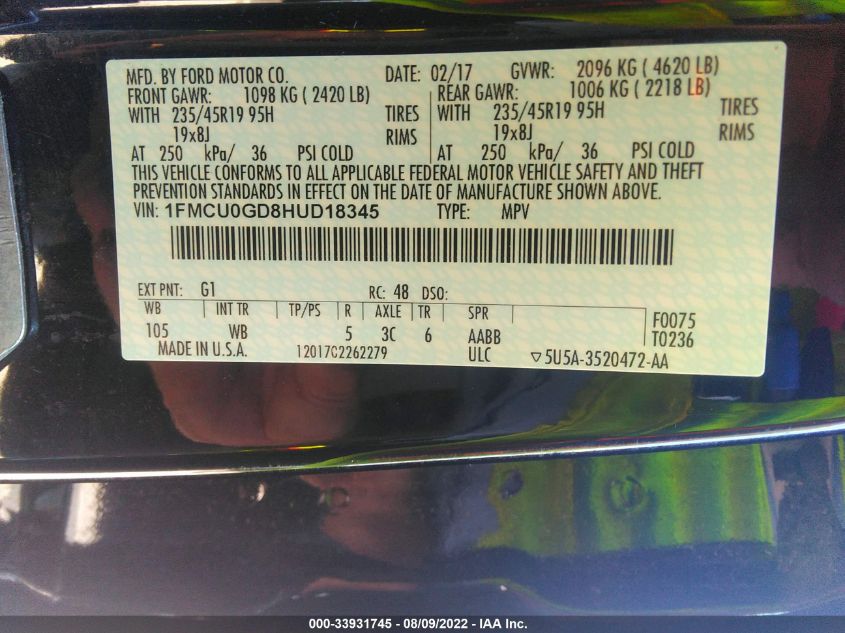 MFD. BY FORD MOTOR CO. DATE: 02/17 GVWR: 2096 KG ( 4620 LB)
FRONT GAWR: 1098 KG ( 2420 LB) REAR GAWR: 1006 KG ( 2218 LB)
WITH 235/45R19 95H TIRES WITH 235/45R19 95H TIRES
19x8J RIMS 19x8J RIMS
AT 250 kPa/ 36 PSI COLD AT 250 kPa/ 36 PSI COLD
THIS VEHICLE CONFORMS TO ALL APPLICABLE FEDERAL MOTOR VEHICLE SAFETY AND THEFT
PREVENTION STANDARDS IN EFFECT ON THE DATE OF MANUFACTURE SHOWN ABOVE.
VIN: 1FMCU0GD8HUD18345 TYPE: MPV
EXT PNT: G1 RC: 48 DSO:
WB INT TR TP/PS R AXLE TR SPR F0075
105 WB 5 3C 6 AABB T0236
MADE IN U.S.A. 12017C2262279 ULC ▽5U5A-3520472-AA
000-33931745 - 08/09/2022 - IAA Inc.